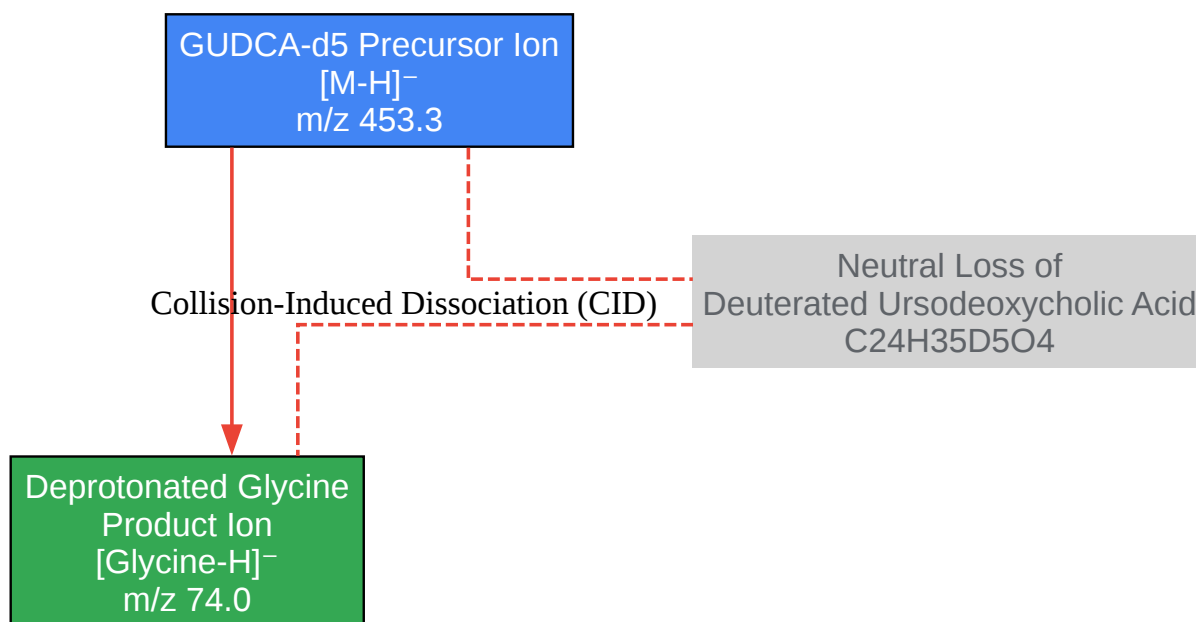 GUDCA-d5 Precursor Ion
[M-H]⁻
m/z 453.3
Neutral Loss of
Deuterated Ursodeoxycholic Acid
C24H35D5O4
Collision-Induced Dissociation (CID)
Deprotonated Glycine
Product Ion
[Glycine-H]⁻
m/z 74.0